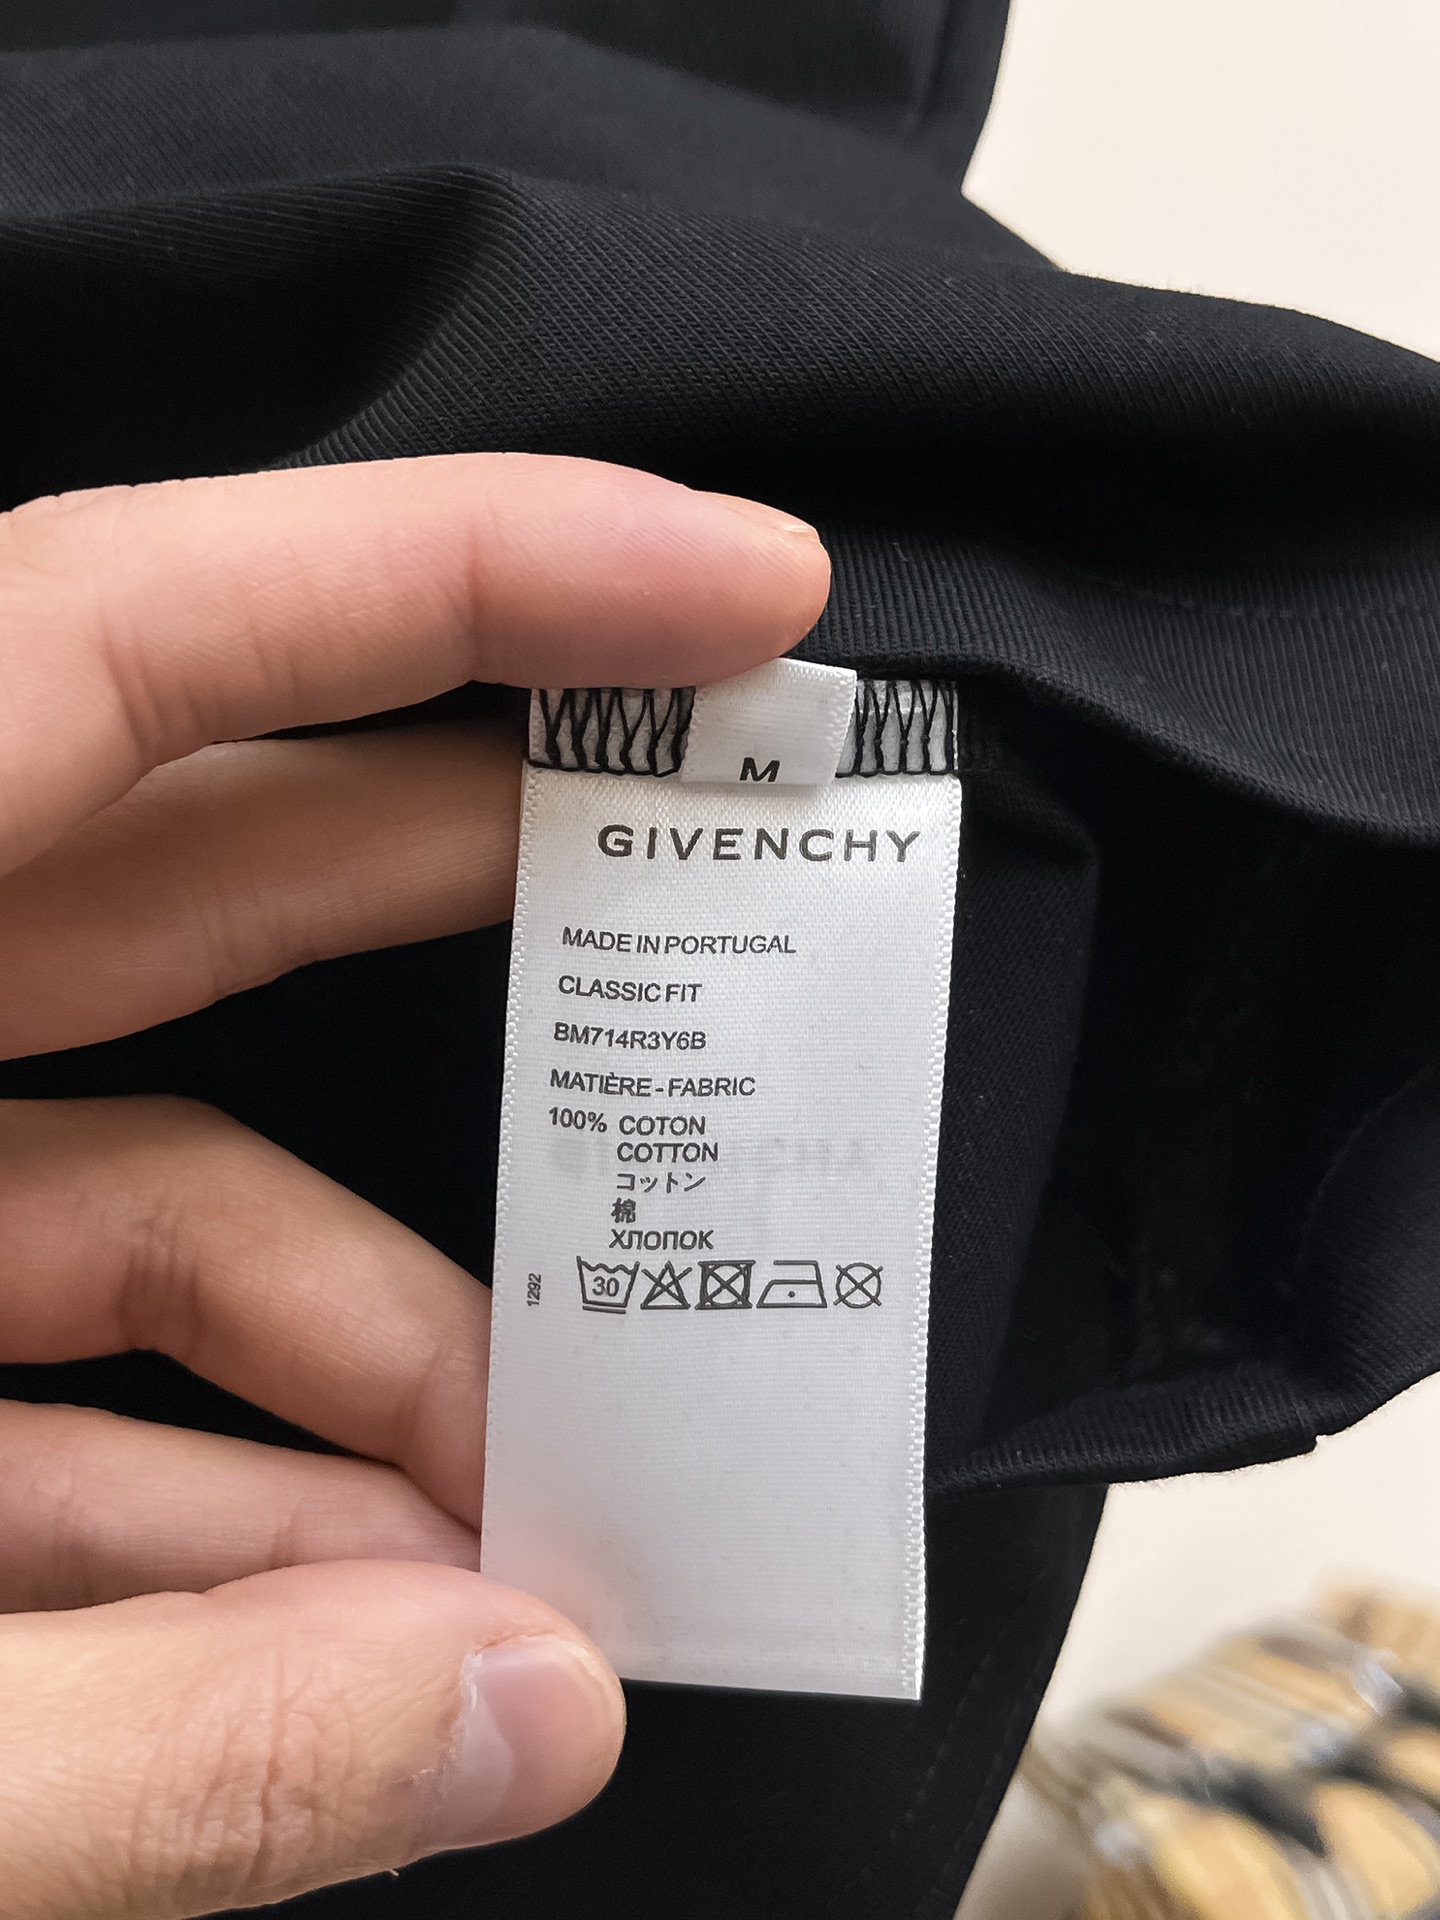 M
GIVENCHY
MADE IN PORTUGAL
CLASSIC FIT
BM714R3Y6B
MATIÈRE - FABRIC
100% COTON
COTTON
コットン
棉
ХЛОПОК
1292
30